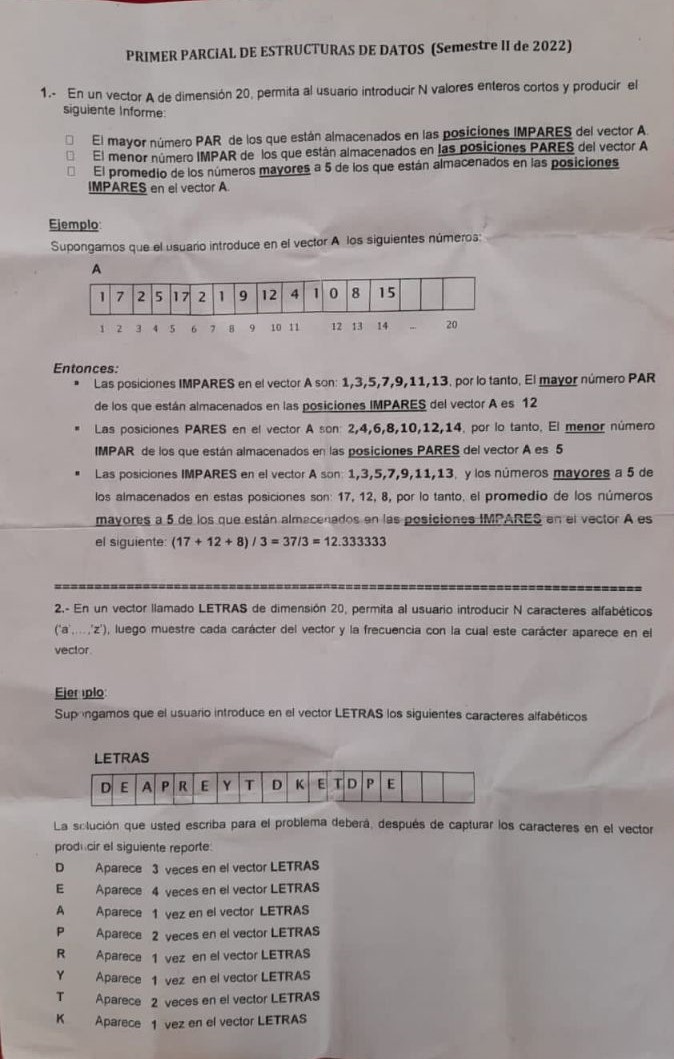 PRIMER PARCIAL DE ESTRUCTURAS DE DATOS (Semestre II de 2022)
1.- En un vector A de dimensión 20, permita al usuario introducir N valores enteros cortos y producir el
siguiente Informe:
El mayor número PAR de los que están almacenados en las posiciones IMPARES del vector A.
El menor número IMPAR de los que están almacenados en las posiciones PARES del vector A
El promedio de los números mayores a 5 de los que están almacenados en las posiciones
IMPARES en el vector A.
Ejemplo:
Supongamos que el usuario introduce en el vector A los siguientes números:
A
1 7 2 5 17 2 1 9 12 4 1 0 8 15
1 2 3 4 5 6 7 8 9 10 11 12 13 14 ... 20
Entonces:
▪ Las posiciones IMPARES en el vector A son: 1,3,5,7,9,11,13, por lo tanto, El mayor número PAR
de los que están almacenados en las posiciones IMPARES del vector A es 12
▪ Las posiciones PARES en el vector A son: 2,4,6,8,10,12,14, por lo tanto, El menor número
IMPAR de los que están almacenados en las posiciones PARES del vector A es 5
▪ Las posiciones IMPARES en el vector A son: 1,3,5,7,9,11,13, y los números mayores a 5 de
los almacenados en estas posiciones son: 17, 12, 8, por lo tanto, el promedio de los números
mayores a 5 de los que están almacenados en las posiciones IMPARES en el vector A es
el siguiente: (17 + 12 + 8) / 3 = 37/3 = 12.333333
==========================================================================
2.- En un vector llamado LETRAS de dimensión 20, permita al usuario introducir N caracteres alfabéticos
('a',...,'z'), luego muestre cada carácter del vector y la frecuencia con la cual este carácter aparece en el
vector.
Ejemplo:
Supongamos que el usuario introduce en el vector LETRAS los siguientes caracteres alfabéticos
LETRAS
D E A P R E Y T D K E T D P E
La solución que usted escriba para el problema deberá, después de capturar los caracteres en el vector
producir el siguiente reporte:
D Aparece 3 veces en el vector LETRAS
E Aparece 4 veces en el vector LETRAS
A Aparece 1 vez en el vector LETRAS
P Aparece 2 veces en el vector LETRAS
R Aparece 1 vez en el vector LETRAS
Y Aparece 1 vez en el vector LETRAS
T Aparece 2 veces en el vector LETRAS
K Aparece 1 vez en el vector LETRAS